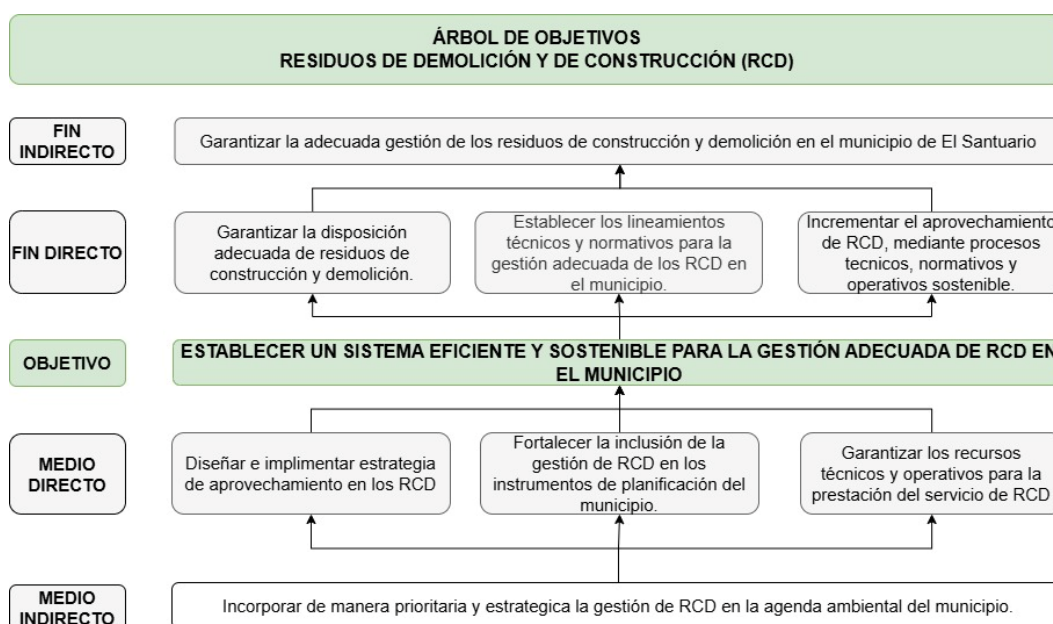 ÁRBOL DE OBJETIVOS
RESIDUOS DE DEMOLICIÓN Y DE CONSTRUCCIÓN (RCD)
FIN
INDIRECTO
Garantizar la adecuada gestión de los residuos de construcción y demolición en el municipio de El Santuario
FIN DIRECTO
Garantizar la disposición
adecuada de residuos de
construcción y demolición.
Establecer los lineamientos
técnicos y normativos para la
gestión adecuada de los RCD en
el municipio.
Incrementar el aprovechamiento
de RCD, mediante procesos
tecnicos, normativos y
operativos sostenible.
OBJETIVO
ESTABLECER UN SISTEMA EFICIENTE Y SOSTENIBLE PARA LA GESTIÓN ADECUADA DE RCD EN
EL MUNICIPIO
MEDIO
DIRECTO
Diseñar e implimentar estrategia
de aprovechamiento en los RCD
Fortalecer la inclusión de la
gestión de RCD en los
instrumentos de planificación del
municipio.
Garantizar los recursos
técnicos y operativos para la
prestación del servicio de RCD
MEDIO
INDIRECTO
Incorporar de manera prioritaria y estrategica la gestión de RCD en la agenda ambiental del municipio.